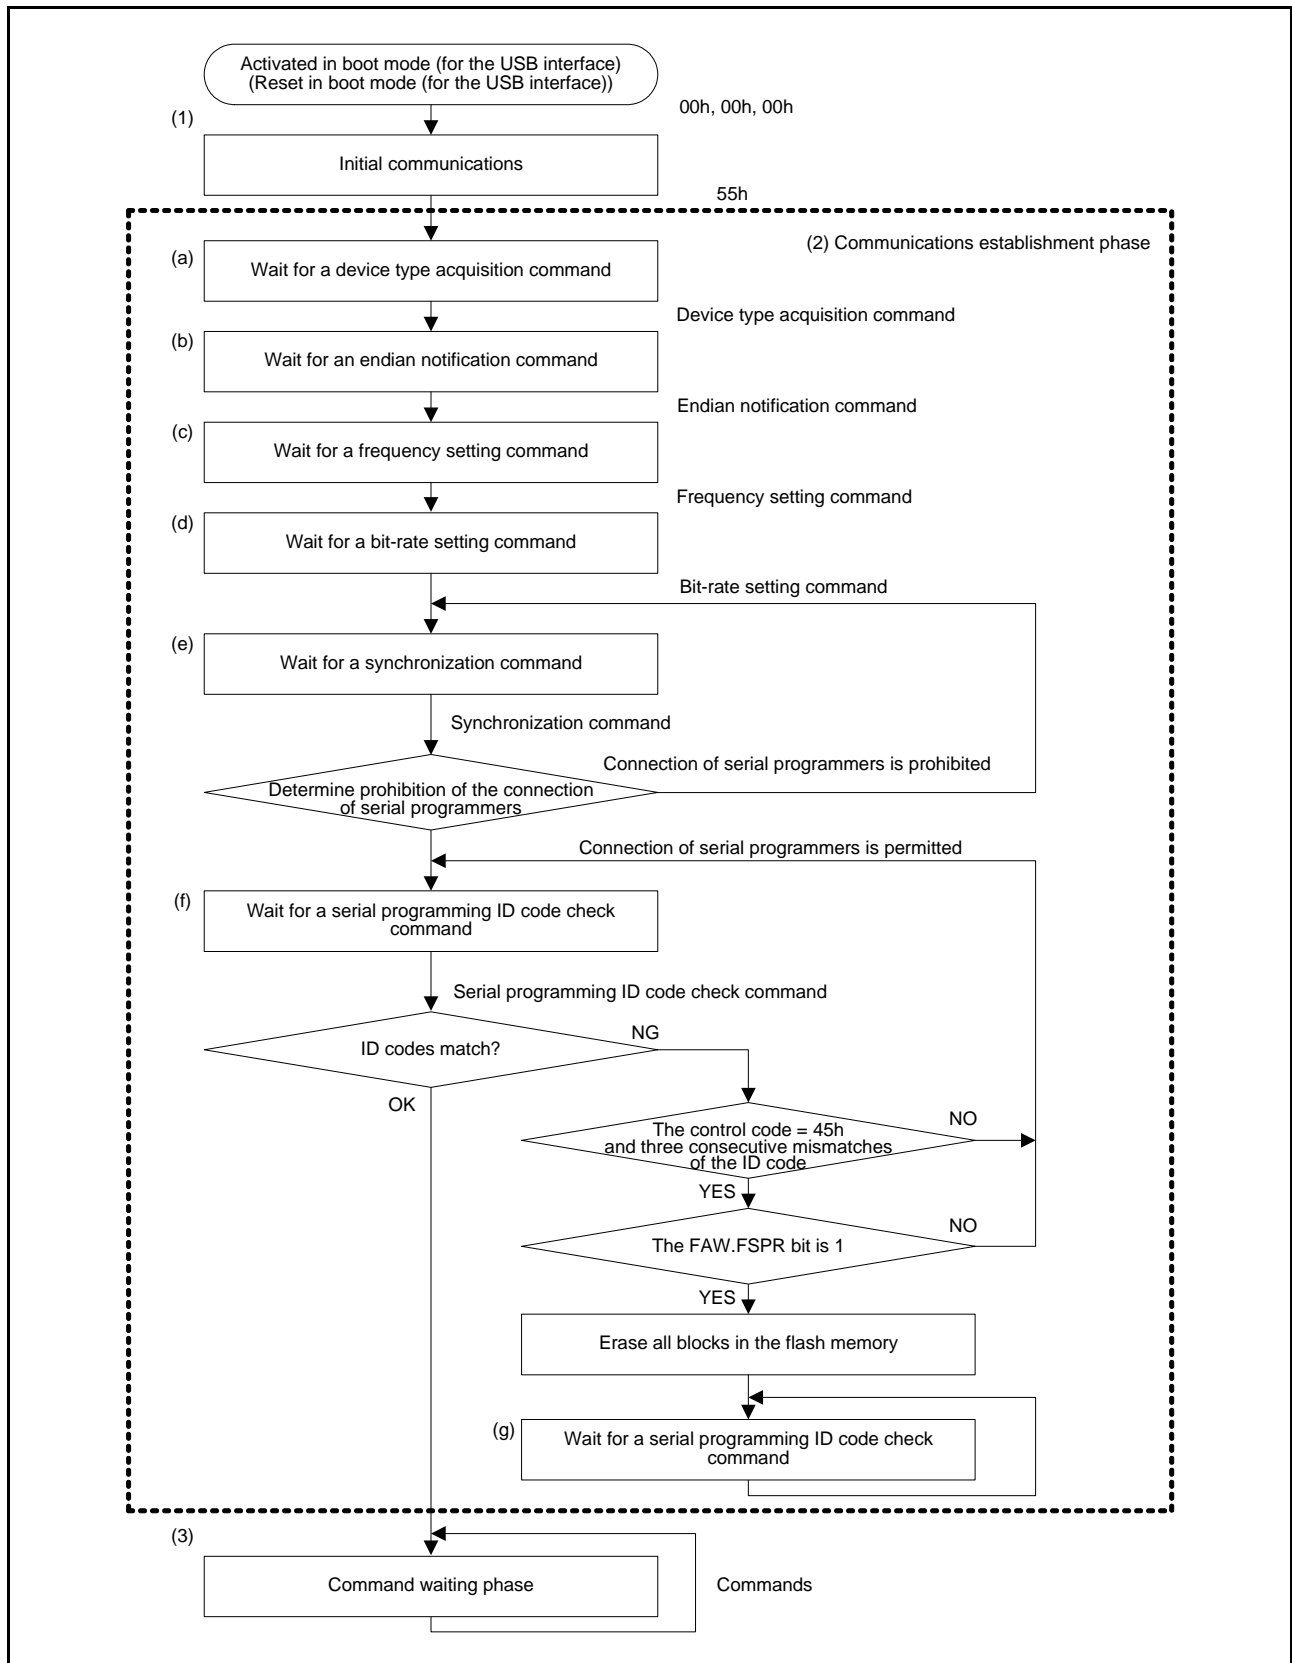 Activated in boot mode (for the USB interface)
(Reset in boot mode (for the USB interface))
00h, 00h, 00h
(1)
Initial communications
55h
(2) Communications establishment phase
(a)
Wait for a device type acquisition command
Device type acquisition command
(b)
Wait for an endian notification command
Endian notification command
(c)
Wait for a frequency setting command
Frequency setting command
(d)
Wait for a bit-rate setting command
Bit-rate setting command
(e)
Wait for a synchronization command
Synchronization command
Connection of serial programmers is prohibited
Determine prohibition of the connection
of serial programmers
Connection of serial programmers is permitted
(f)
Wait for a serial programming ID code check
command
Serial programming ID code check command
NG
ID codes match?
OK
NO
The control code = 45h
and three consecutive mismatches
of the ID code
YES
NO
The FAW.FSPR bit is 1
YES
Erase all blocks in the flash memory
(g)
Wait for a serial programming ID code check
command
(3)
Command waiting phase
Commands